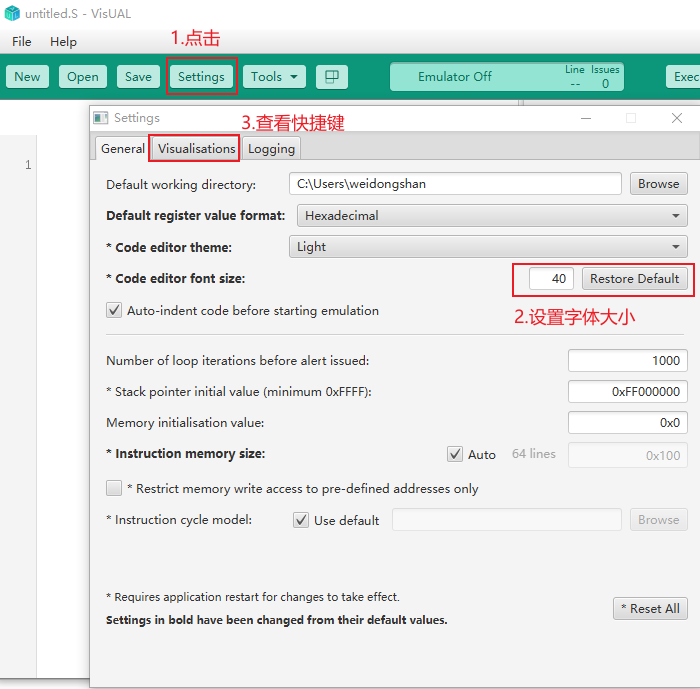 untitled.S - VisUAL
File Help
1.点击
New Open Save Settings Tools Emulator Off Line Issues -- 0 Exec
Settings
3.查看快捷键
General Visualisations Logging
1
Default working directory: C:\Users\weidongshan Browse
Default register value format: Hexadecimal
* Code editor theme: Light
* Code editor font size: 40 Restore Default
Auto-indent code before starting emulation
2.设置字体大小
Number of loop iterations before alert issued: 1000
* Stack pointer initial value (minimum 0xFFFF): 0xFF000000
Memory initialisation value: 0x0
* Instruction memory size: Auto 64 lines 0x100
* Restrict memory write access to pre-defined addresses only
* Instruction cycle model: Use default Browse
* Requires application restart for changes to take effect.
Settings in bold have been changed from their default values.
* Reset All